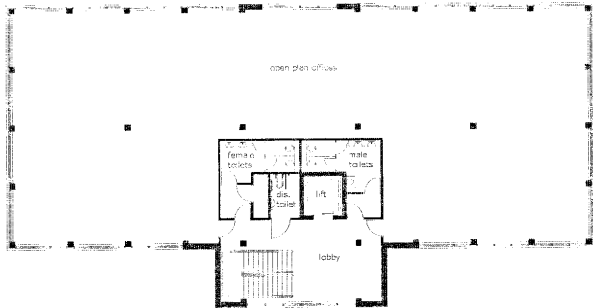 open plan offices
female
toilets
male
toilets
dis.
toilet
lift
lobby